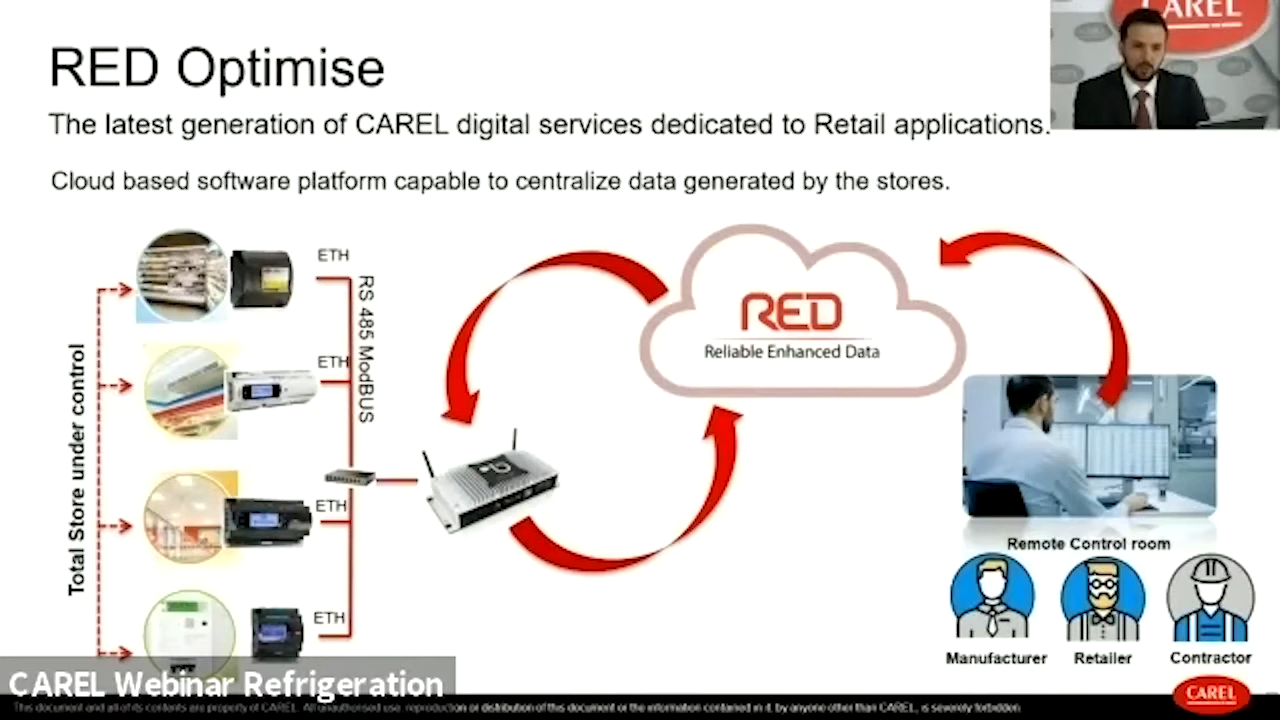 RED Optimise
CAREL
The latest generation of CAREL digital services dedicated to Retail applications.
Cloud based software platform capable to centralize data generated by the stores.
Total Store under control
ETH
ETH
ETH
ETH
RS 485 ModBUS
RED
Reliable Enhanced Data
Remote Control room
Manufacturer
Retailer
Contractor
CAREL Webinar Refrigeration
CAREL
This document and all of its contents are property of CAREL. All unauthorised use, reproduction or distribution of this document or the information contained in it, by anyone other than CAREL, is severely forbidden.